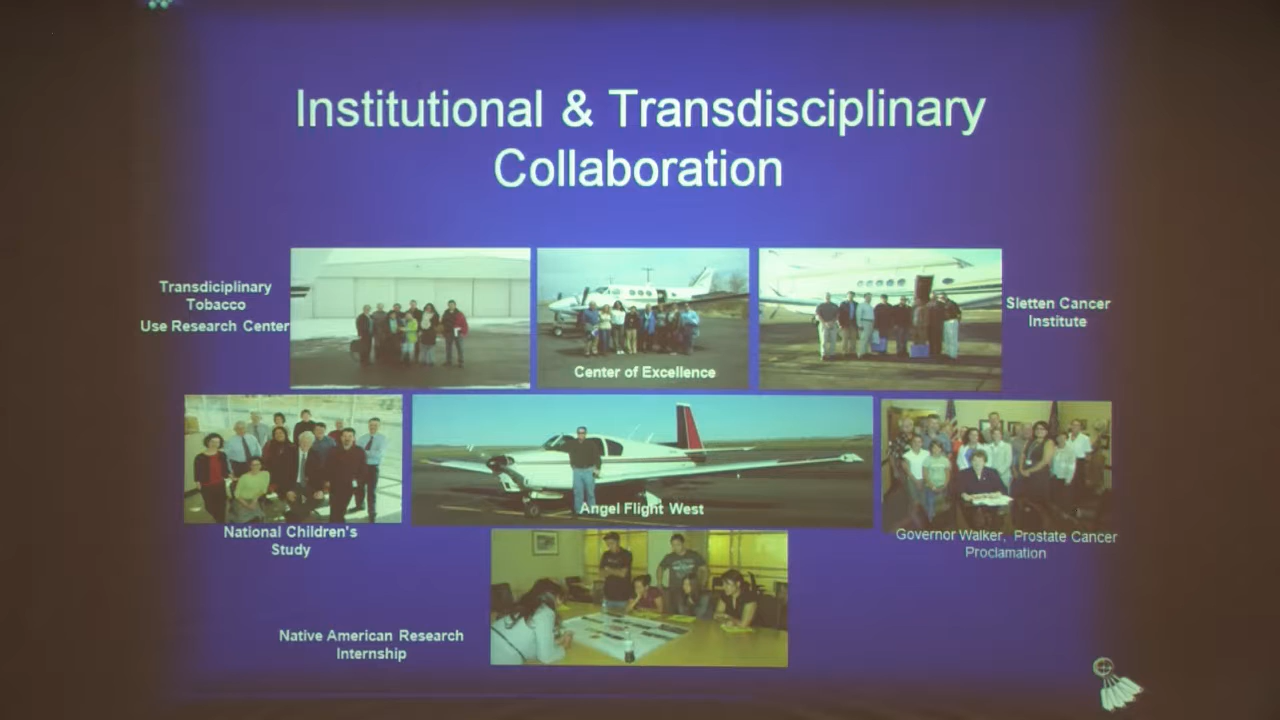 Institutional & Transdisciplinary
Collaboration
Transdiciplinary
Tobacco
Use Research Center
Center of Excellence
Sletten Cancer
Institute
National Children's
Study
Angel Flight West
Governor Walker, Prostate Cancer
Proclamation
Native American Research
Internship